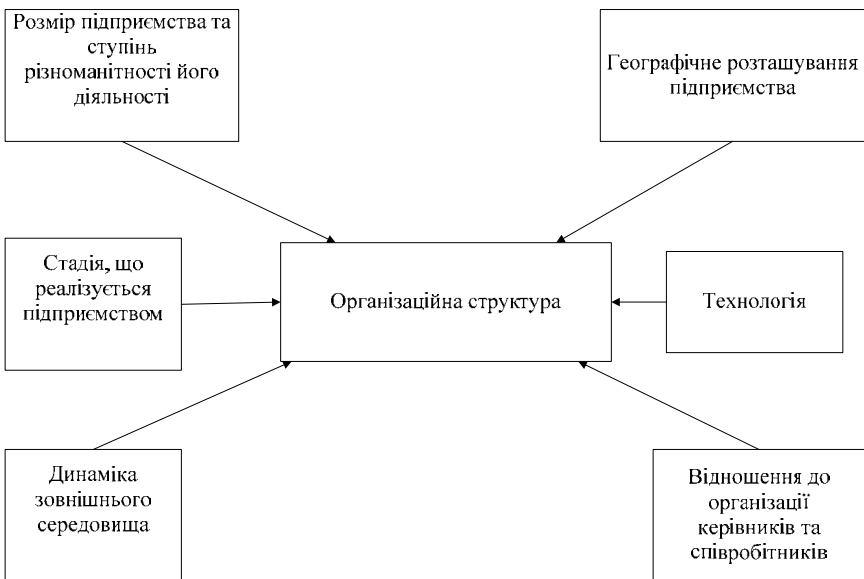 Розмір підприємства та
ступінь
різноманітності його
діяльності
Географічне розташування
підприємства
Стадія, що
реалізується
підприємством
Організаційна структура
Технологія
Динаміка
зовнішнього
середовища
Відношення до
організації
керівників та
співробітників